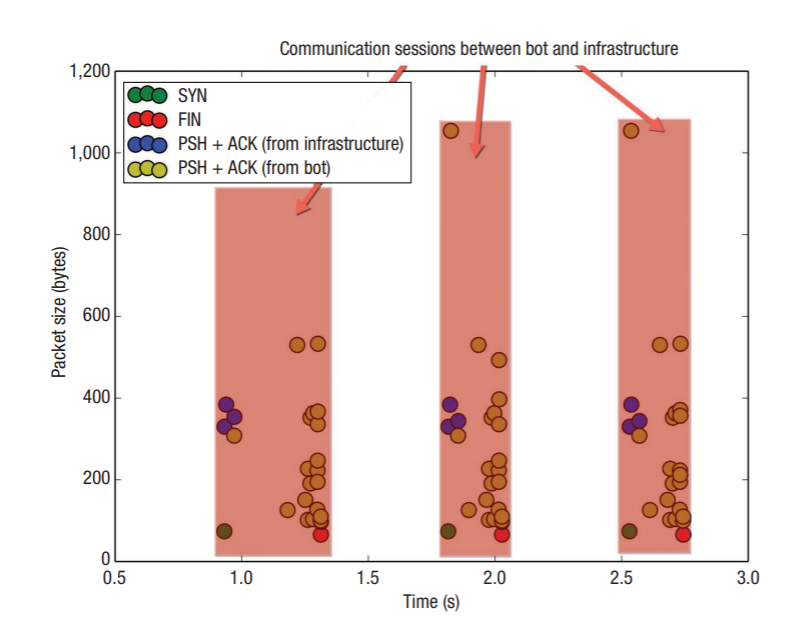 Communication sessions between bot and infrastructure
1,200
SYN
FIN
PSH + ACK (from infrastructure)
PSH + ACK (from bot)
1,000
800
600
400
200
0
Packet size (bytes)
0.5 1.0 1.5 2.0 2.5 3.0
Time (s)